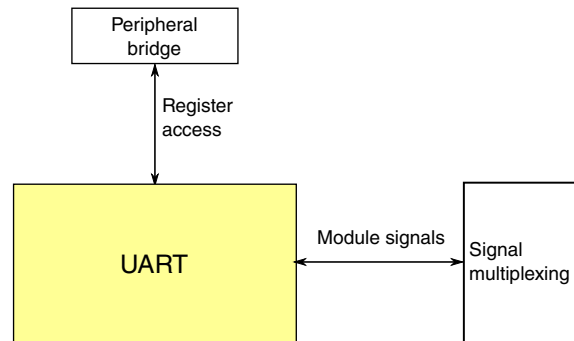 Peripheral
bridge
Register
access
UART
Module signals
Signal
multiplexing